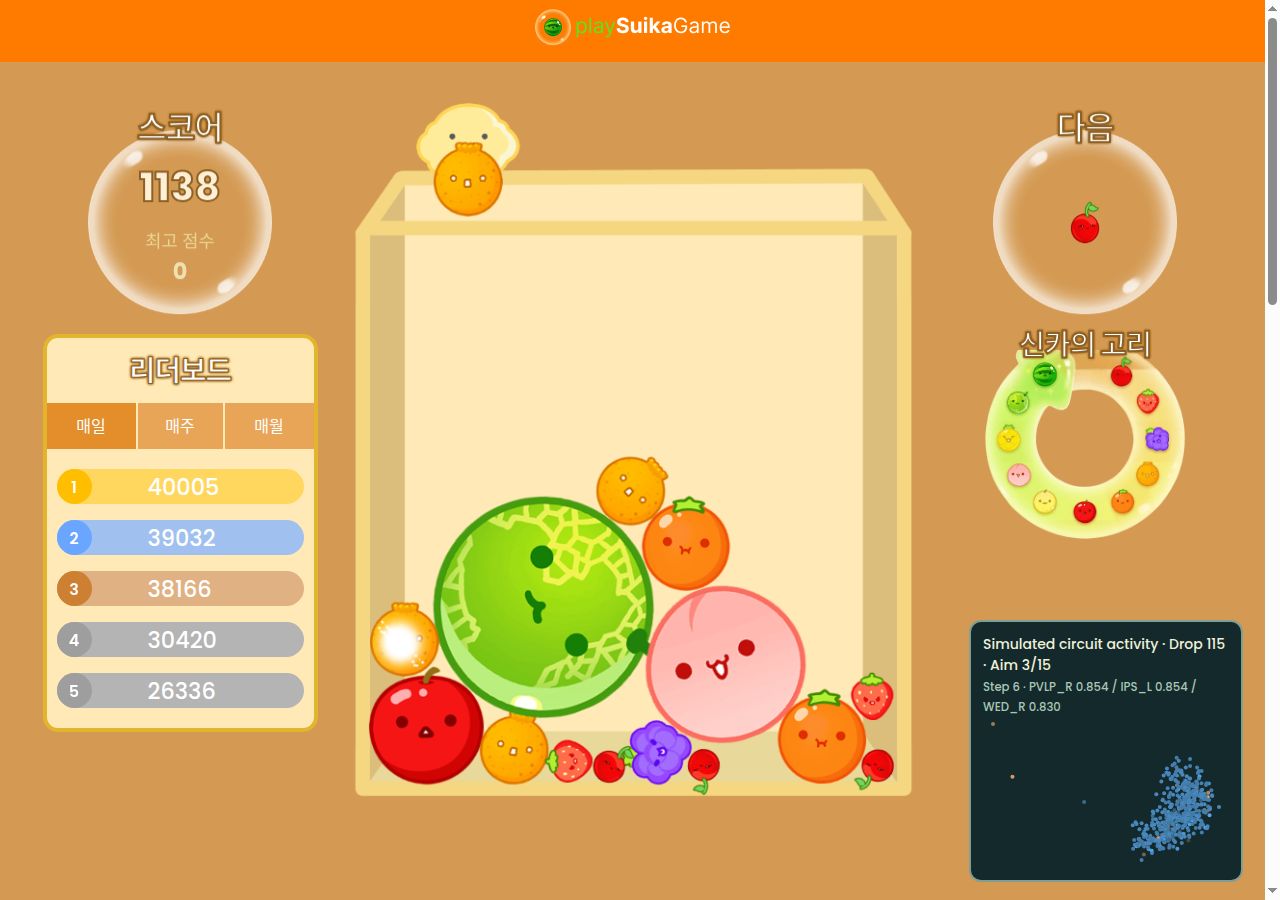 playSuikaGame
스코어
1138
최고 점수
0
다음
신카의 고리
리더보드
매일 매주 매월
1 40005
2 39032
3 38166
4 30420
5 26336
Simulated circuit activity · Drop 115
· Aim 3/15
Step 6 · PVLP_R 0.854 / IPS_L 0.854 /
WED_R 0.830